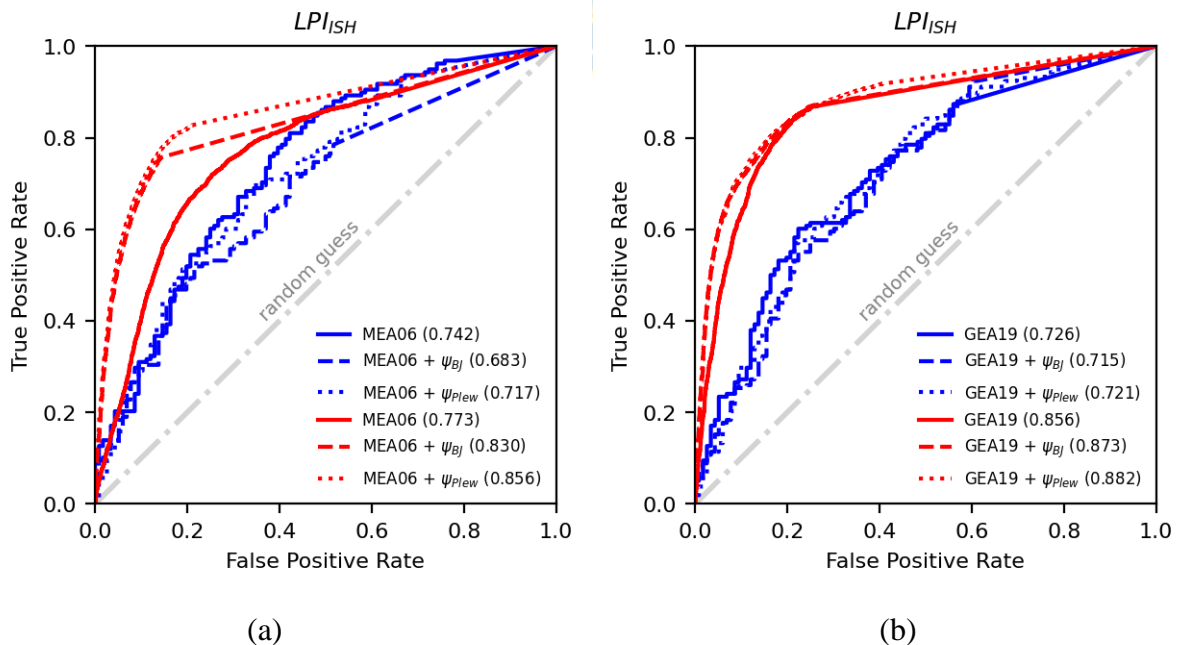 LPI_ISH
True Positive Rate
1.0
0.8
0.6
0.4
0.2
0.0
random guess
MEA06 (0.742)
MEA06 + ψ_BJ (0.683)
MEA06 + ψ_Plew (0.717)
MEA06 (0.773)
MEA06 + ψ_BJ (0.830)
MEA06 + ψ_Plew (0.856)
0.0 0.2 0.4 0.6 0.8 1.0
False Positive Rate
(a)
LPI_ISH
True Positive Rate
1.0
0.8
0.6
0.4
0.2
0.0
random guess
GEA19 (0.726)
GEA19 + ψ_BJ (0.715)
GEA19 + ψ_Plew (0.721)
GEA19 (0.856)
GEA19 + ψ_BJ (0.873)
GEA19 + ψ_Plew (0.882)
0.0 0.2 0.4 0.6 0.8 1.0
False Positive Rate
(b)